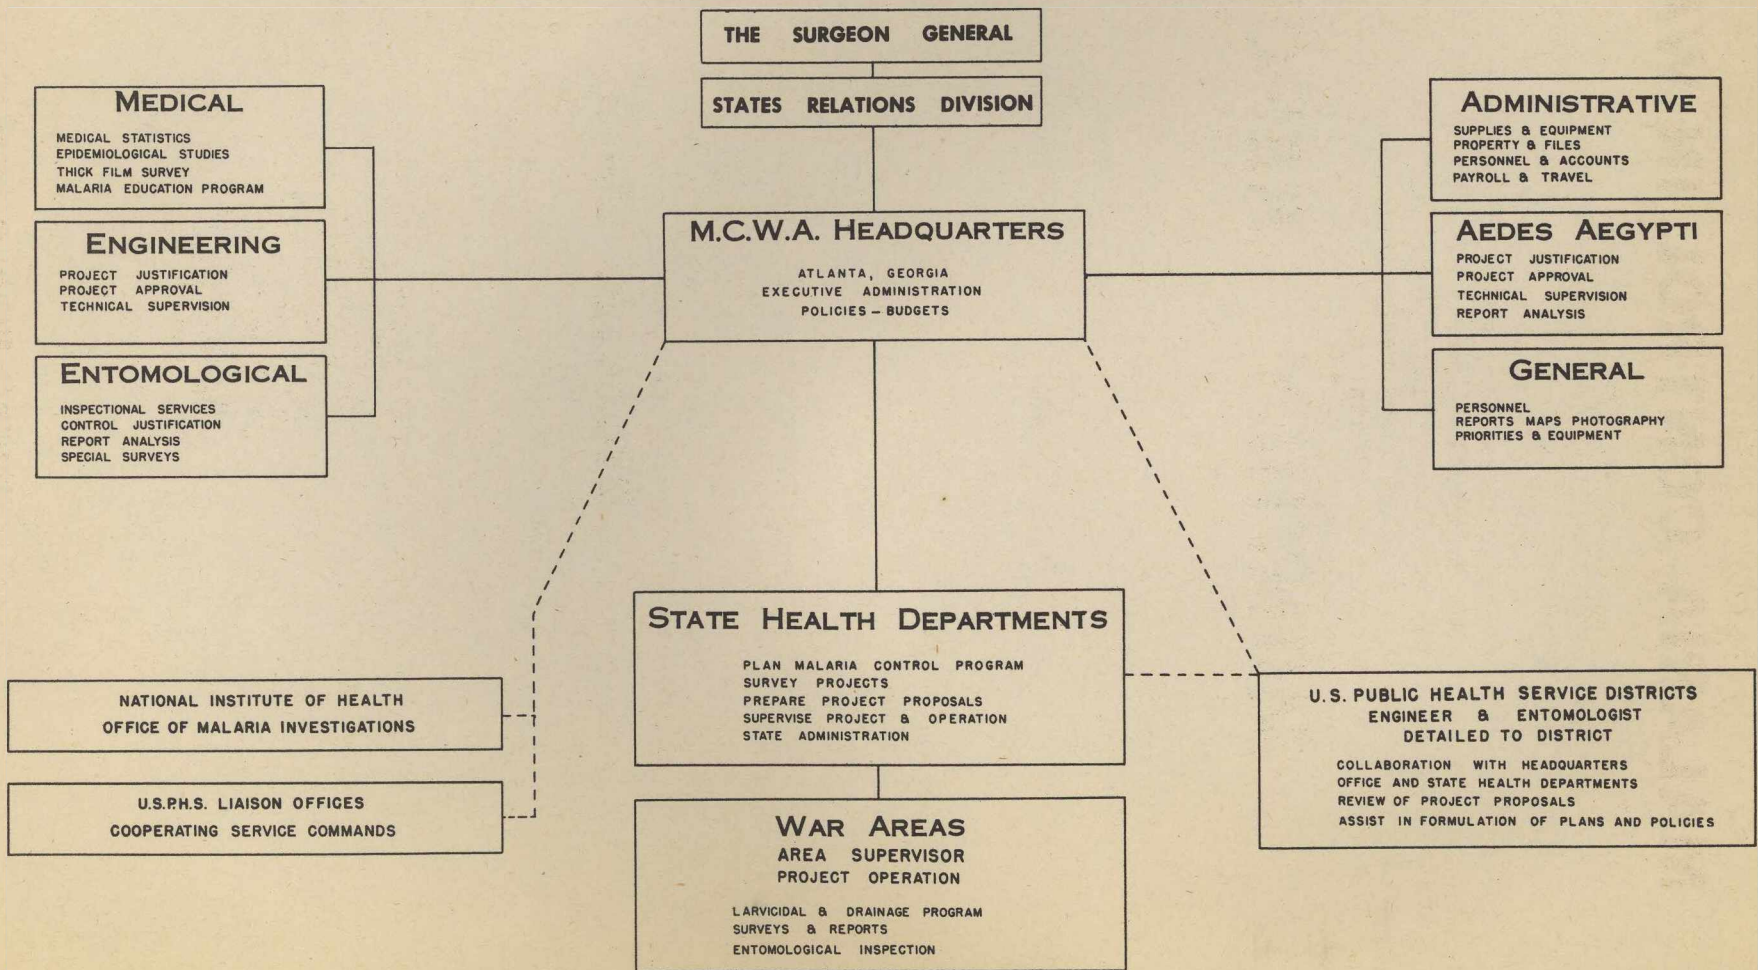 THE SURGEON GENERAL
STATES RELATIONS DIVISION
MEDICAL
MEDICAL STATISTICS
EPIDEMIOLOGICAL STUDIES
THICK FILM SURVEY
MALARIA EDUCATION PROGRAM
ENGINEERING
PROJECT JUSTIFICATION
PROJECT APPROVAL
TECHNICAL SUPERVISION
ENTOMOLOGICAL
INSPECTIONAL SERVICES
CONTROL JUSTIFICATION
REPORT ANALYSIS
SPECIAL SURVEYS
M.C.W.A. HEADQUARTERS
ATLANTA, GEORGIA
EXECUTIVE ADMINISTRATION
POLICIES – BUDGETS
ADMINISTRATIVE
SUPPLIES & EQUIPMENT
PROPERTY & FILES
PERSONNEL & ACCOUNTS
PAYROLL & TRAVEL
AEDES AEGYPTI
PROJECT JUSTIFICATION
PROJECT APPROVAL
TECHNICAL SUPERVISION
REPORT ANALYSIS
GENERAL
PERSONNEL
REPORTS MAPS PHOTOGRAPHY
PRIORITIES & EQUIPMENT
NATIONAL INSTITUTE OF HEALTH
OFFICE OF MALARIA INVESTIGATIONS
U.S.P.H.S. LIAISON OFFICES
COOPERATING SERVICE COMMANDS
STATE HEALTH DEPARTMENTS
PLAN MALARIA CONTROL PROGRAM
SURVEY PROJECTS
PREPARE PROJECT PROPOSALS
SUPERVISE PROJECT & OPERATION
STATE ADMINISTRATION
WAR AREAS
AREA SUPERVISOR
PROJECT OPERATION
LARVICIDAL & DRAINAGE PROGRAM
SURVEYS & REPORTS
ENTOMOLOGICAL INSPECTION
U.S. PUBLIC HEALTH SERVICE DISTRICTS
ENGINEER & ENTOMOLOGIST
DETAILED TO DISTRICT
COLLABORATION WITH HEADQUARTERS
OFFICE AND STATE HEALTH DEPARTMENTS
REVIEW OF PROJECT PROPOSALS
ASSIST IN FORMULATION OF PLANS AND POLICIES